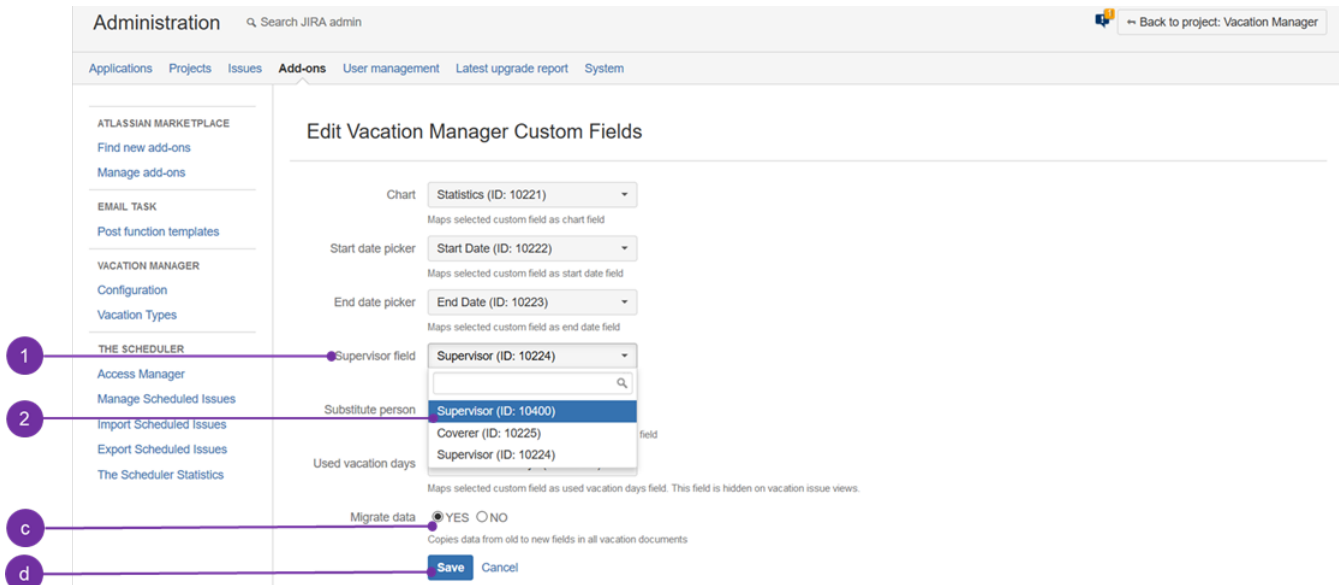 Administration
Search JIRA admin
Back to project: Vacation Manager
Applications Projects Issues Add-ons User management Latest upgrade report System
ATLASSIAN MARKETPLACE
Find new add-ons
Manage add-ons
EMAIL TASK
Post function templates
VACATION MANAGER
Configuration
Vacation Types
THE SCHEDULER
Access Manager
Manage Scheduled Issues
Import Scheduled Issues
Export Scheduled Issues
The Scheduler Statistics
Edit Vacation Manager Custom Fields
Chart Statistics (ID: 10221)
Maps selected custom field as chart field
Start date picker Start Date (ID: 10222)
Maps selected custom field as start date field
End date picker End Date (ID: 10223)
Maps selected custom field as end date field
1 Supervisor field Supervisor (ID: 10224)
2 Substitute person Supervisor (ID: 10400)
Coverer (ID: 10225) field
Supervisor (ID: 10224)
Used vacation days
Maps selected custom field as used vacation days field. This field is hidden on vacation issue views.
c Migrate data YES NO
Copies data from old to new fields in all vacation documents
d Save Cancel